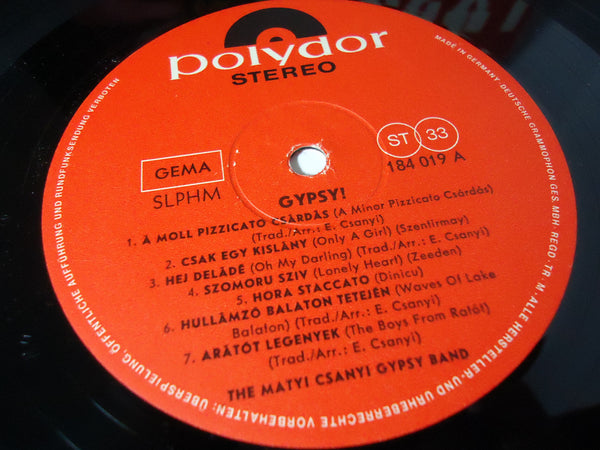 polydor
STEREO
GEMA
SLPHM
ST 33
184 019 A
GYPSY!
1. À MOLL PIZZICATO CSÁRDÁS (A Minor Pizzicato Csárdás)
(Trad./Arr.: E. Csanyi)
2. CSAK EGY KISLÁNY (Only A Girl) (Szentirmay)
3. HEJ DELÁDÉ (Oh My Darling) (Trad./Arr.: E. Csanyi)
4. SZOMORU SZIV (Lonely Heart) (Zeeden)
5. HORA STACCATO (Dinicu)
6. HULLÀMZÓ BALATON TETEJÉN (Waves Of Lake
Balaton) (Trad./Arr.: E. Csanyi)
7. ARÀTÓT LEGENYEK (The Boys From Ratót)
(Trad./Arr.: E. Csanyi)
THE MATYI CSANYI GYPSY BAND
MADE IN GERMANY · DEUTSCHE GRAMMOPHON GES. MBH · REGD. TR. M. ALLE HERSTELLER- UND URHEBERRECHTE VORBEHALTEN: ÜBERSPIELUNG, ÖFFENTLICHE AUFFÜHRUNG UND RUNDFUNKSENDUNG VERBOTEN